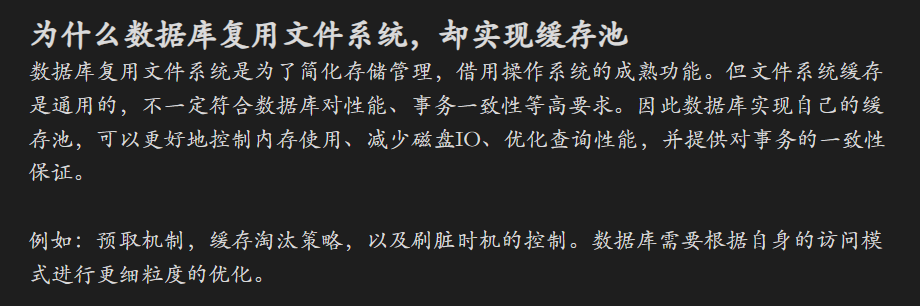 为什么数据库复用文件系统，却实现缓存池
数据库复用文件系统是为了简化存储管理，借用操作系统的成熟功能。但文件系统缓存
是通用的，不一定符合数据库对性能、事务一致性等高要求。因此数据库实现自己的缓
存池，可以更好地控制内存使用、减少磁盘IO、优化查询性能，并提供对事务的一致性
保证。
例如：预取机制，缓存淘汰策略，以及刷脏时机的控制。数据库需要根据自身的访问模
式进行更细粒度的优化。